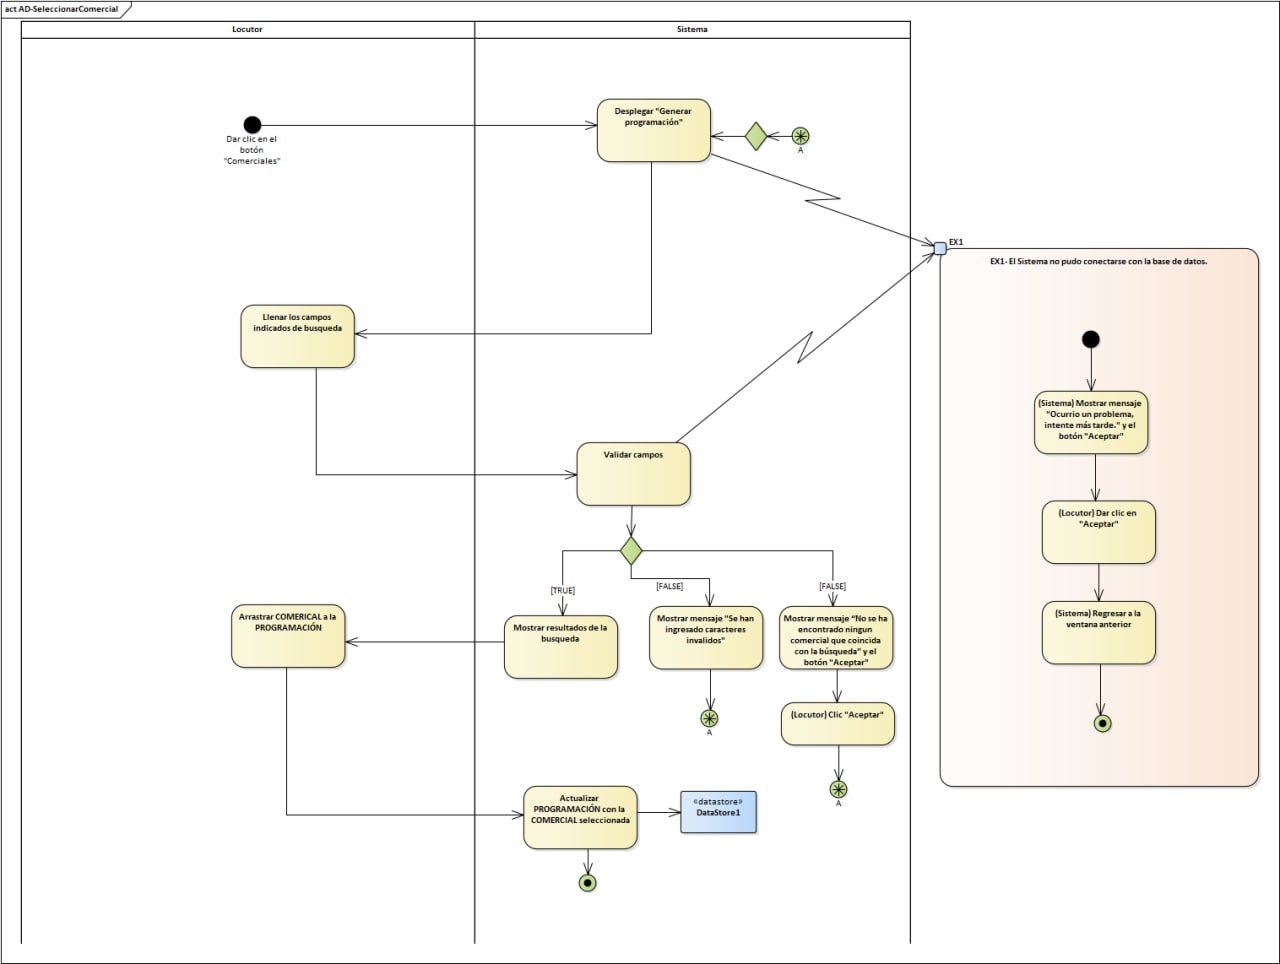 act AD-SeleccionarComercial
Locutor
Sistema
Dar clic en el
botón
"Comerciales"
Desplegar "Generar
programación"
A
EX1
EX1- El Sistema no pudo conectarse con la base de datos.
Llenar los campos
indicados de busqueda
(Sistema) Mostrar mensaje
"Ocurrio un problema,
intente más tarde." y el
botón "Aceptar"
Validar campos
(Locutor) Dar clic en
"Aceptar"
[TRUE]
[FALSE]
[FALSE]
Arrastrar COMERICAL a la
PROGRAMACIÓN
Mostrar resultados de la
busqueda
Mostrar mensaje "Se han
ingresado caracteres
invalidos"
Mostrar mensaje "No se ha
encontrado ningun
comercial que coincida
con la búsqueda" y el
botón "Aceptar"
(Sistema) Regresar a la
ventana anterior
A
(Locutor) Clic "Aceptar"
A
Actualizar
PROGRAMACIÓN con la
COMERCIAL seleccionada
«datastore»
DataStore1